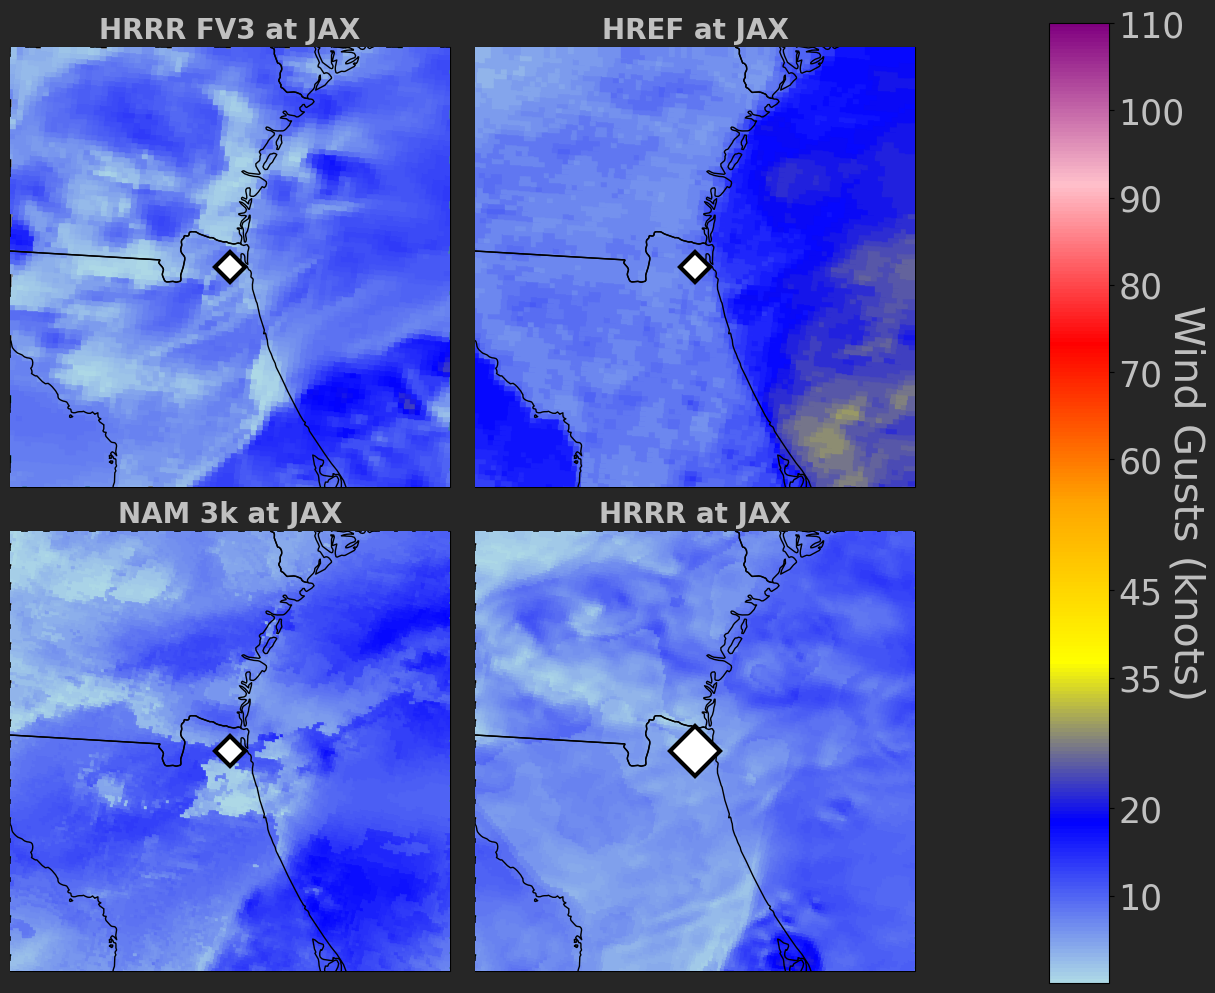 HRRR FV3 at JAX
HREF at JAX
NAM 3k at JAX
HRRR at JAX
110
100
90
80
70
60
45
35
20
10
Wind Gusts (knots)